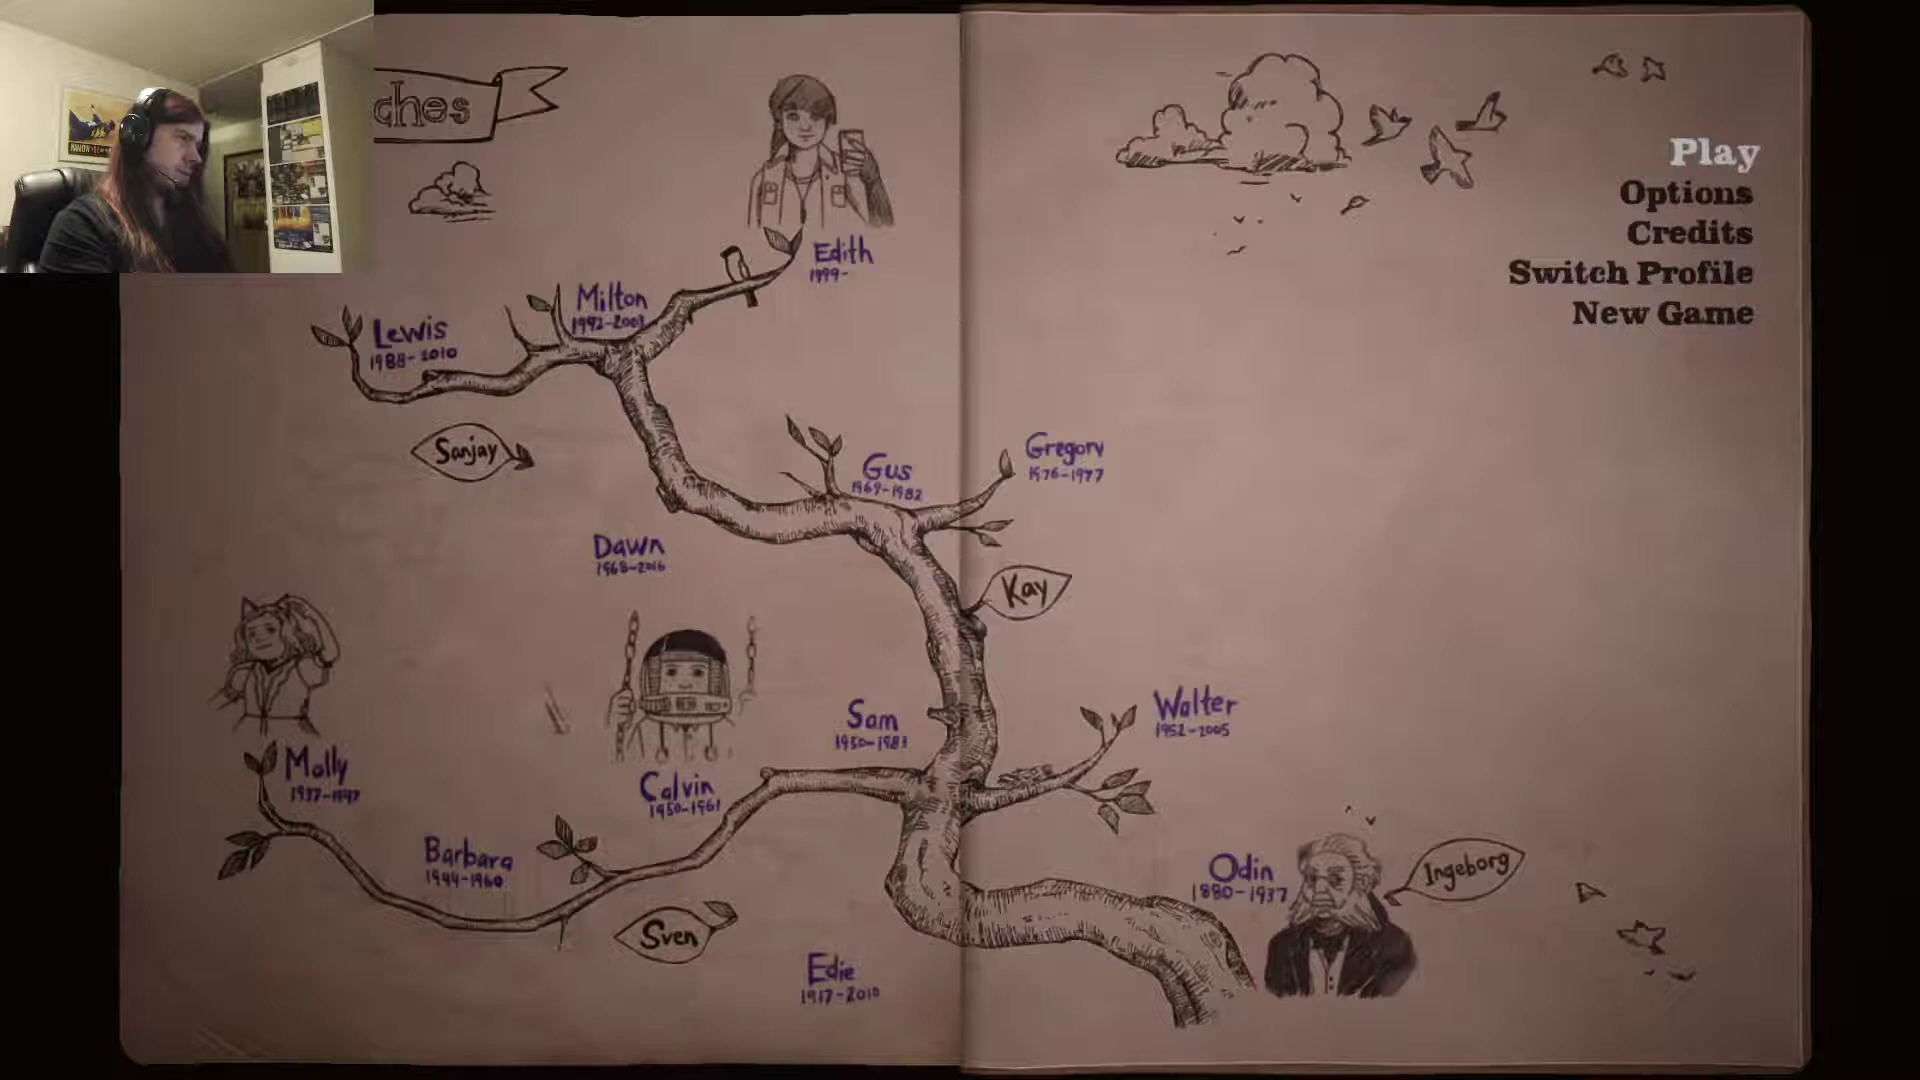 ches
Edith
1999-
Play
Options
Credits
Switch Profile
New Game
Milton
1992-2003
Lewis
1988-2010
Sanjay
Gus
1969-1982
Gregory
1976-1977
Dawn
1968-2016
Kay
Sam
1950-1983
Walter
1952-2005
Molly
1937-1947
Calvin
1950-1961
Barbara
1944-1960
Sven
Odin
1880-1937
Ingeborg
Edie
1917-2010